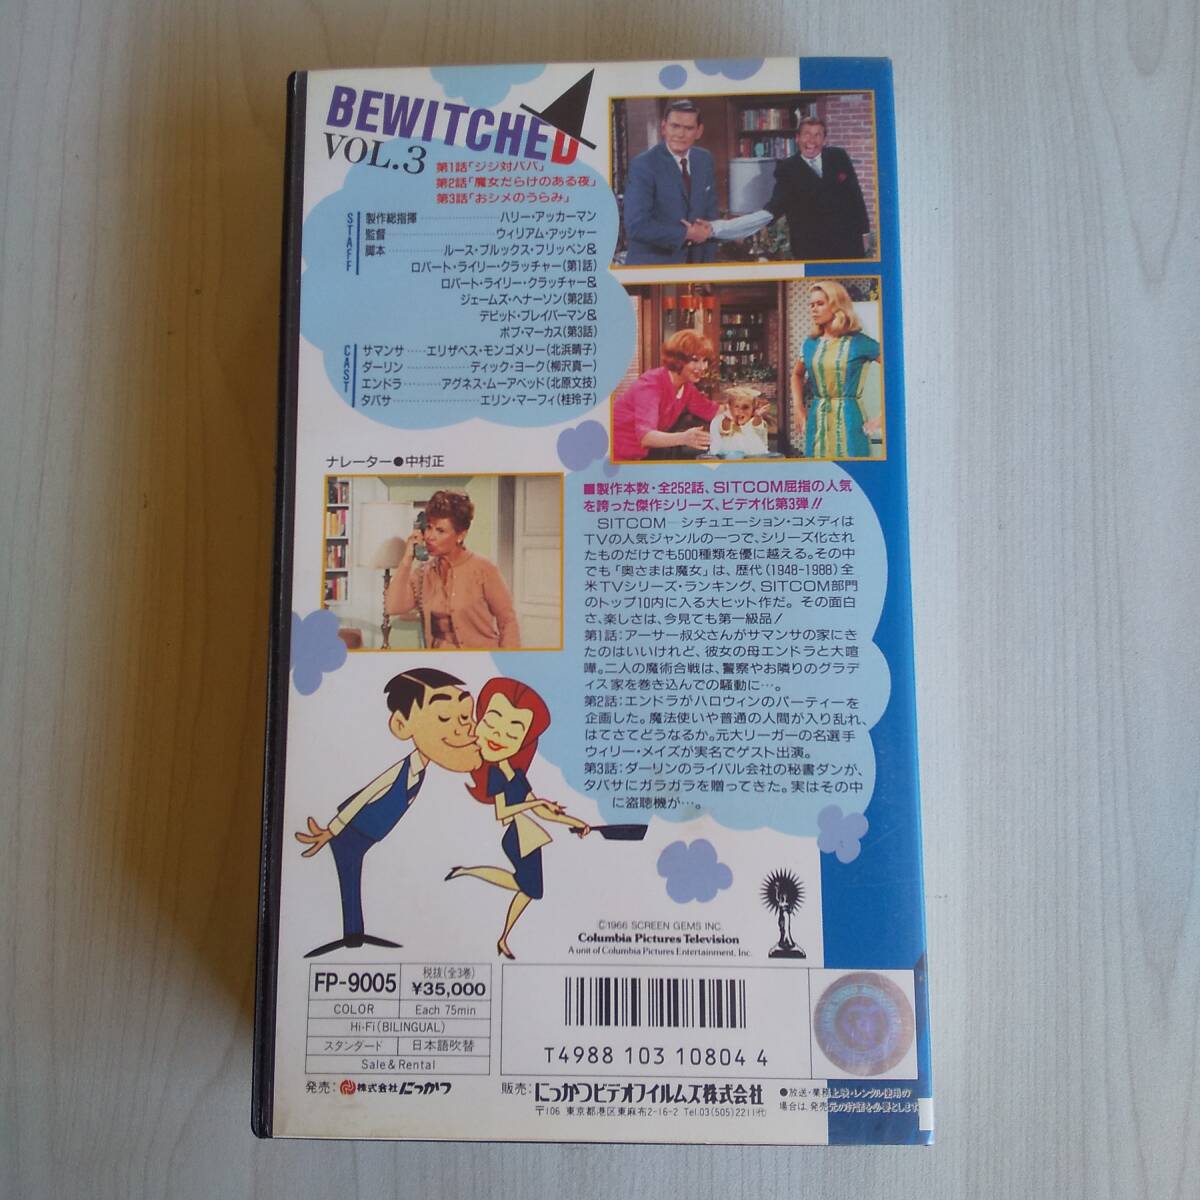 BEWITCHED
VOL.3
第1話「ジジ対ババ」
第2話「魔女だらけのある夜」
第3話「おシメのうらみ」
STAFF
製作総指揮 ハリー・アッカーマン
監督 ウィリアム・アッシャー
脚本 ルース・ブルックス・フリッペン&
ロバート・ライリー・クラッチャー(第1話)
ロバート・ライリー・クラッチャー&
ジェームズ・ヘナーソン(第2話)
デビッド・ブレイバーマン&
ボブ・マーカス(第3話)
CAST
サマンサ エリザベス・モンゴメリー(北浜晴子)
ダーリン ディック・ヨーク(柳沢真一)
エンドラ アグネス・ムーアヘッド(北原文技)
タバサ エリン・マーフィ(桂玲子)
ナレーター●中村正
■製作本数・全252話、SITCOM屈指の人気
を誇った傑作シリーズ、ビデオ化第3弾!!
SITCOM―シチュエーション・コメディは
TVの人気ジャンルの一つで、シリーズ化され
たものだけでも500種類を優に越える。その中
でも「奥さまは魔女」は、歴代(1948-1988)全
米TVシリーズ・ランキング、SITCOM部門
のトップ10内に入る大ヒット作だ。その面白
さ、楽しさは、今見ても第一級品!
第1話:アーサー叔父さんがサマンサの家にき
たのはいいけれど、彼女の母エンドラと大喧
嘩。二人の魔術合戦は、警察やお隣りのグラデ
ィス家を巻き込んでの騒動に…。
第2話:エンドラがハロウィンのパーティーを
企画した。魔法使いや普通の人間が入り乱れ、
はてさてどうなるか。元大リーガーの名選手
ウィリー・メイズが実名でゲスト出演。
第3話:ダーリンのライバル会社の秘書ダンが、
タバサにガラガラを贈ってきた。実はその中
に盗聴機が…。
©1966 SCREEN GEMS INC.
Columbia Pictures Television
A unit of Columbia Pictures Entertainment, Inc.
FP-9005
税抜(全3巻)
¥35,000
COLOR Each 75min
Hi-Fi(BILINGUAL)
スタンダード 日本語吹替
Sale & Rental
T4988 103 10804 4
発売: 株式会社にっかつ
販売: にっかつビデオフイルムズ株式会社
〒106 東京都港区東麻布2-16-2 Tel.03(505)2211㈹
●放送・業務上映・レンタル使用の
場合は、発売元の許諾を必要とします